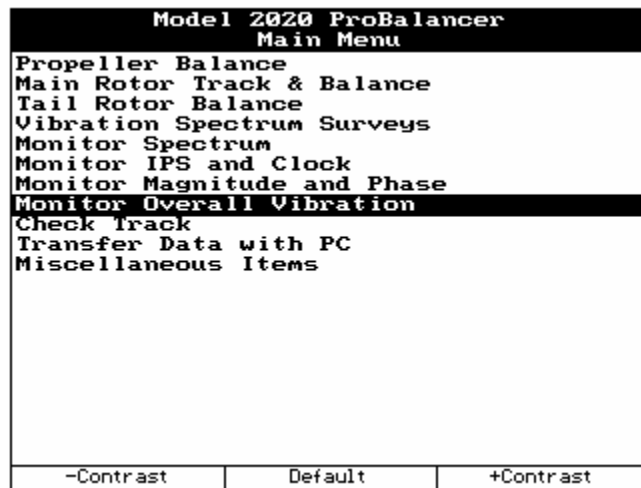 Model 2020 ProBalancer
Main Menu
Propeller Balance
Main Rotor Track & Balance
Tail Rotor Balance
Vibration Spectrum Surveys
Monitor Spectrum
Monitor IPS and Clock
Monitor Magnitude and Phase
Monitor Overall Vibration
Check Track
Transfer Data with PC
Miscellaneous Items
-Contrast Default +Contrast